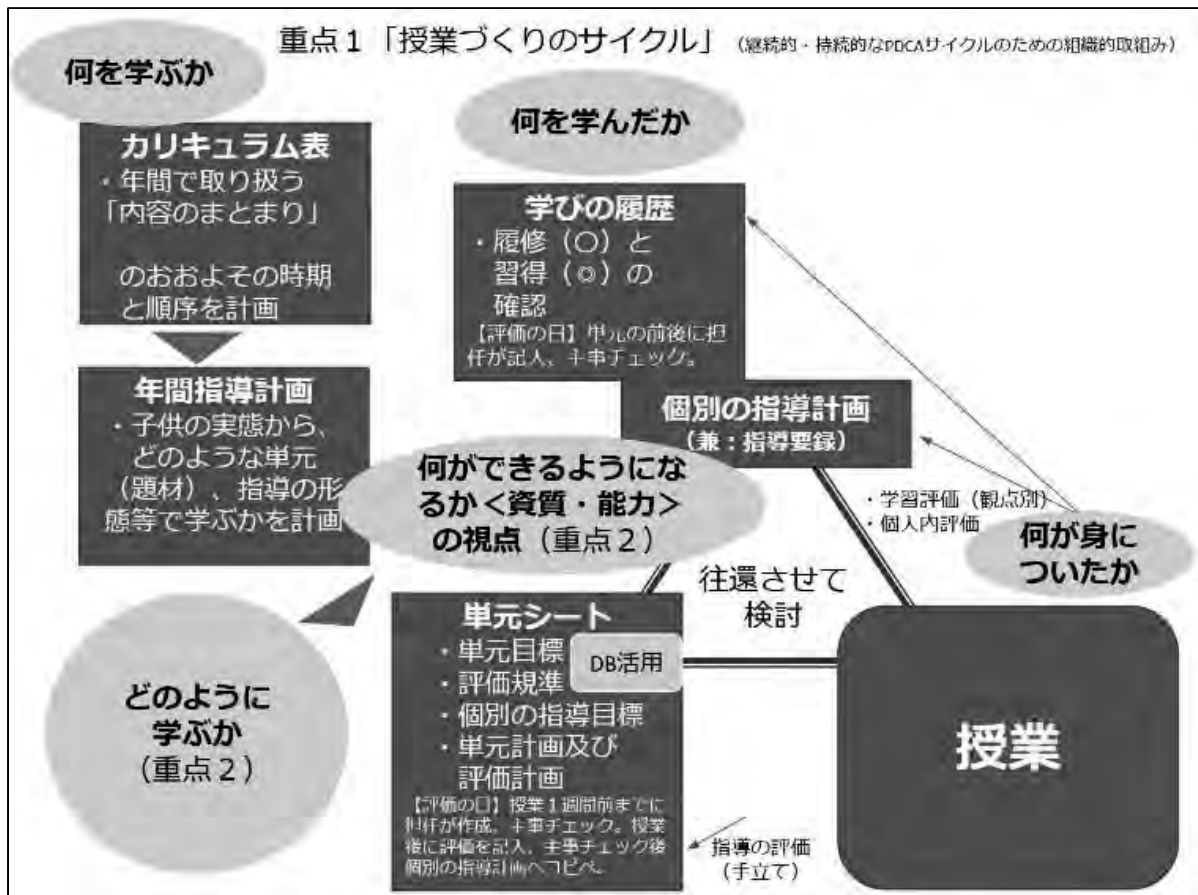 重点１「授業づくりのサイクル」（継続的・持続的なPDCAサイクルのための組織的取組み）
何を学ぶか
カリキュラム表
・年間で取り扱う
「内容のまとまり」
のおおよその時期
と順序を計画
年間指導計画
・子供の実態から、
どのような単元
（題材）、指導の形
態等で学ぶかを計画
どのように
学ぶか
（重点２）
何を学んだか
学びの履歴
・履修（○）と
習得（◎）の
確認
【評価の日】単元の前後に担
任が記入、主事チェック。
個別の指導計画
（兼：指導要録）
何ができるようにな
るか＜資質・能力＞
の視点（重点２）
・学習評価（観点別）
・個人内評価
何が身に
ついたか
往還させて
検討
単元シート
・単元目標
・評価規準
・個別の指導目標
・単元計画及び
評価計画
DB活用
【評価の日】授業１週間前までに
担任が作成、主事チェック。授業
後に評価を記入、主事チェック後
個別の指導計画へコピペ。
指導の評価
（手立て）
授業